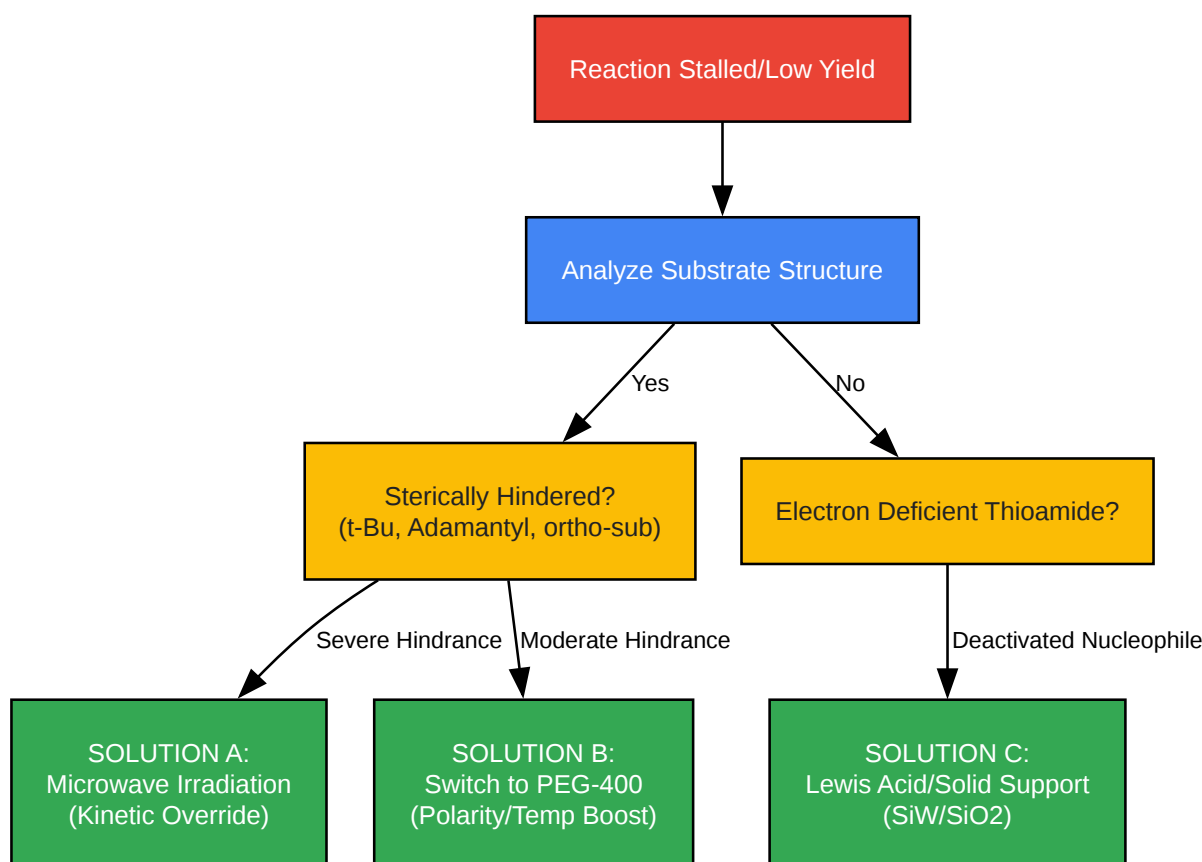 Reaction Stalled/Low Yield
Analyze Substrate Structure
Yes
No
Sterically Hindered?
(t-Bu, Adamantyl, ortho-sub)
Electron Deficient Thioamide?
Severe Hindrance
Moderate Hindrance
Deactivated Nucleophile
SOLUTION A:
Microwave Irradiation
(Kinetic Override)
SOLUTION B:
Switch to PEG-400
(Polarity/Temp Boost)
SOLUTION C:
Lewis Acid/Solid Support
(SiW/SiO2)